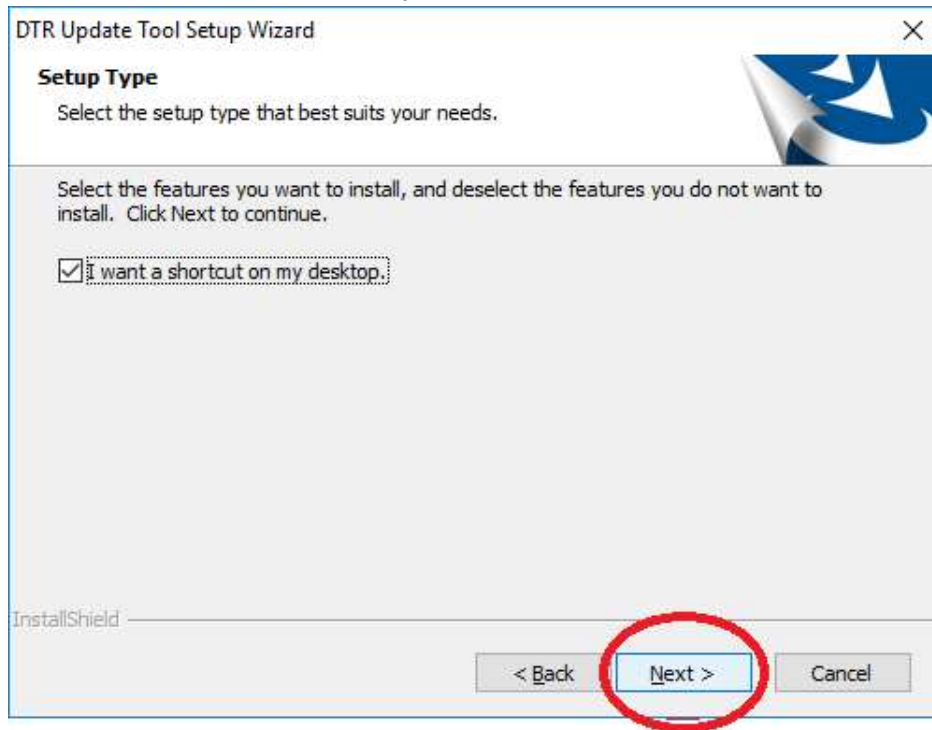 DTR Update Tool Setup Wizard
Setup Type
Select the setup type that best suits your needs.
Select the features you want to install, and deselect the features you do not want to
install. Click Next to continue.
I want a shortcut on my desktop.
InstallShield
< Back Next > Cancel